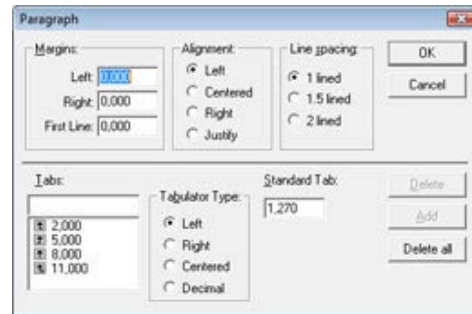 Paragraph
Margins:
Left: 0,000
Right: 0,000
First Line: 0,000
Alignment:
Left
Centered
Right
Justify
Line spacing:
1 lined
1.5 lined
2 lined
OK
Cancel
Tabs:
2,000
5,000
8,000
11,000
Tabulator Type:
Left
Right
Centered
Decimal
Standard Tab:
1,270
Delete
Add
Delete all